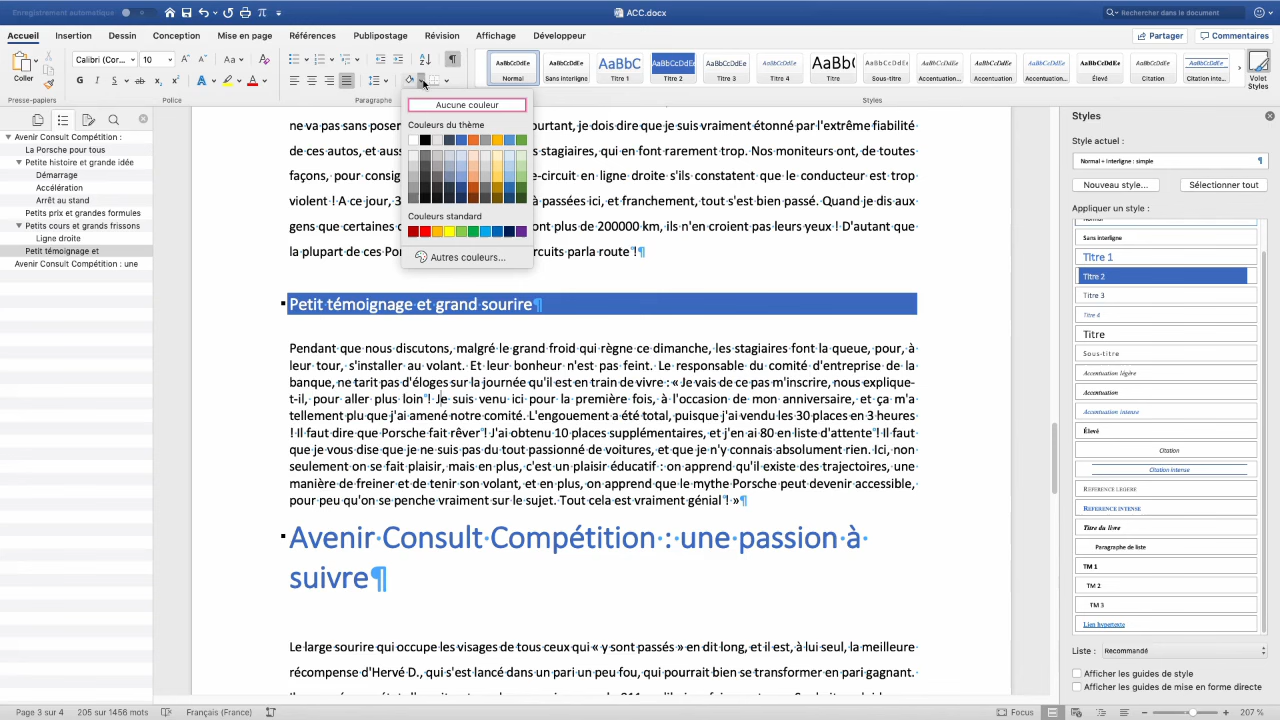 Enregistrement automatique
ACC.docx
Rechercher dans le document
Accueil Insertion Dessin Conception Mise en page Références Publipostage Révision Affichage Développeur
Partager Commentaires
Coller
Calibri (Cor... 10
Presse-papiers Police Paragraphe Styles
AaBbCcDdEe AaBbCcDdEe AaBbC AaBbCcDdEe AaBbCcDdEe AaBbCcDdEe AaBb( AaBbCcDdEe AaBbCcDdEe AaBbCcDdEe AaBbCcDdEe AaBbCcDdEe AaBbCcDdEe
Normal Sans interligne Titre 1 Titre 2 Titre 3 Titre 4 Titre Sous-titre Accentuation... Accentuation... Élevé Citation Citation inte...
Volet Styles
Aucune couleur
Couleurs du thème
Couleurs standard
Autres couleurs...
Avenir Consult Compétition :
La Porsche pour tous
Petite histoire et grande idée
Démarrage
Accélération
Arrêt au stand
Petits prix et grandes formules
Petits cours et grands frissons
Ligne droite
Petit témoignage et
Avenir Consult Compétition : une
ne va pas sans poser ourtant, je dois dire que je suis vraiment étonné par l'extrême fiabilité
de ces autos, et auss stagiaires, qui en font rarement trop. Nos moniteurs ont, de toutes
façons, pour consig e-circuit en ligne droite s'ils constatent que le conducteur est trop
violent ! A ce jour, 3 passées ici, et franchement, tout s'est bien passé. Quand je dis aux
gens que certaines ont plus de 200000 km, ils n'en croient pas leurs yeux ! D'autant que
la plupart de ces Por circuits parla route !¶
Petit témoignage et grand sourire¶
Pendant que nous discutons, malgré le grand froid qui règne ce dimanche, les stagiaires font la queue, pour, à
leur tour, s'installer au volant. Et leur bonheur n'est pas feint. Le responsable du comité d'entreprise de la
banque, ne tarit pas d'éloges sur la journée qu'il est en train de vivre : « Je vais de ce pas m'inscrire, nous explique-
t-il, pour aller plus loin ! Je suis venu ici pour la première fois, à l'occasion de mon anniversaire, et ça m'a
tellement plu que j'ai amené notre comité. L'engouement a été total, puisque j'ai vendu les 30 places en 3 heures
! Il faut dire que Porsche fait rêver ! J'ai obtenu 10 places supplémentaires, et j'en ai 80 en liste d'attente ! Il faut
que je vous dise que je ne suis pas du tout passionné de voitures, et que je n'y connais absolument rien. Ici, non
seulement on se fait plaisir, mais en plus, c'est un plaisir éducatif : on apprend qu'il existe des trajectoires, une
manière de freiner et de tenir son volant, et en plus, on apprend que le mythe Porsche peut devenir accessible,
pour peu qu'on se penche vraiment sur le sujet. Tout cela est vraiment génial ! »¶
Avenir Consult Compétition : une passion à
suivre¶
Le large sourire qui occupe les visages de tous ceux qui « y sont passés » en dit long, et il est, à lui seul, la meilleure
récompense d'Hervé D., qui s'est lancé dans un pari un peu fou, qui pourrait bien se transformer en pari gagnant.
Styles
Style actuel :
Normal + Interligne : simple ¶
Nouveau style... Sélectionner tout
Appliquer un style :
Normal
Sans interligne
Titre 1
Titre 2
Titre 3
Titre 4
Titre
Sous-titre
Accentuation légère
Accentuation
Accentuation intense
Élevé
Citation
Citation intense
Référence légère
Référence intense
Titre du livre
Paragraphe de liste
TM 1
TM 2
TM 3
Lien hypertexte
Liste : Recommandé
Afficher les guides de style
Afficher les guides de mise en forme directe
Page 3 sur 4 205 sur 1456 mots Français (France) Focus 207 %